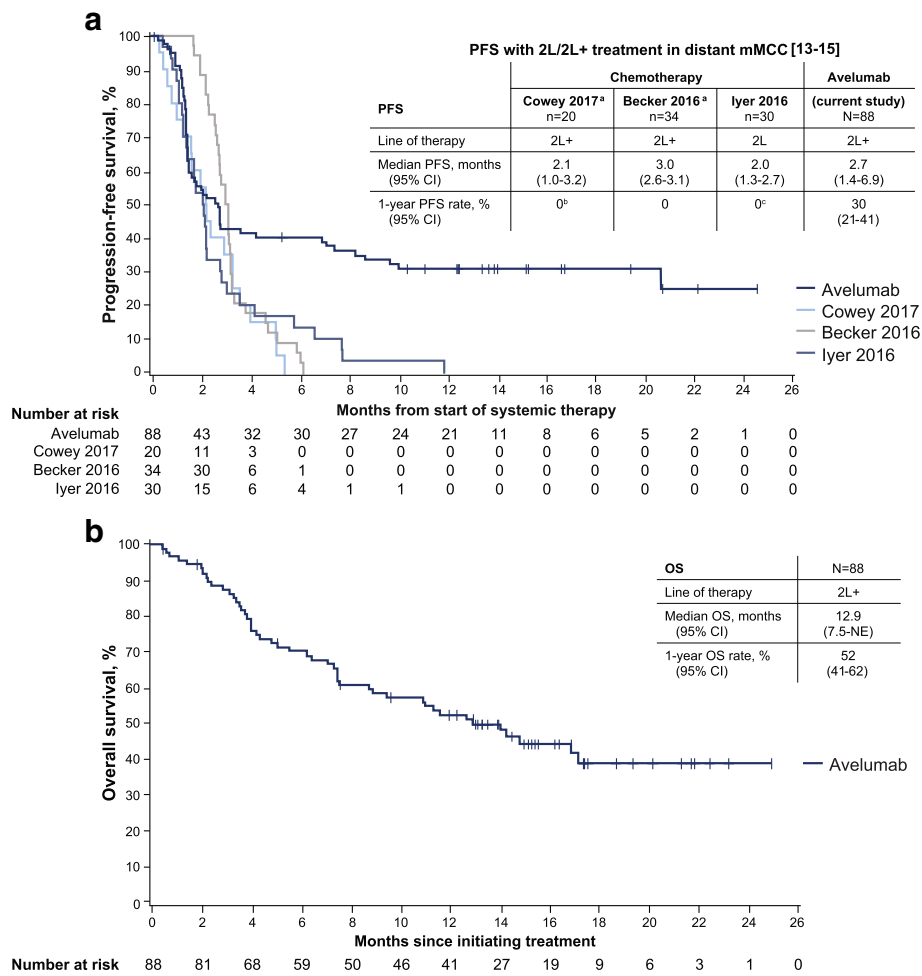 a
PFS with 2L/2L+ treatment in distant mMCC [13-15]
Chemotherapy Avelumab
PFS Cowey 2017ª Becker 2016ª Iyer 2016 (current study)
n=20 n=34 n=30 N=88
Line of therapy 2L+ 2L+ 2L 2L+
Median PFS, months 2.1 3.0 2.0 2.7
(95% CI) (1.0-3.2) (2.6-3.1) (1.3-2.7) (1.4-6.9)
1-year PFS rate, % 0ᵇ 0 0ᶜ 30
(95% CI) (21-41)
Progression-free survival, %
100
90
80
70
60
50
40
30
20
10
0
Avelumab
Cowey 2017
Becker 2016
Iyer 2016
0 2 4 6 8 10 12 14 16 18 20 22 24 26
Months from start of systemic therapy
Number at risk
Avelumab 88 43 32 30 27 24 21 11 8 6 5 2 1 0
Cowey 2017 20 11 3 0 0 0 0 0 0 0 0 0 0 0
Becker 2016 34 30 6 1 0 0 0 0 0 0 0 0 0 0
Iyer 2016 30 15 6 4 1 1 0 0 0 0 0 0 0 0
b
OS N=88
Line of therapy 2L+
Median OS, months 12.9
(95% CI) (7.5-NE)
1-year OS rate, % 52
(95% CI) (41-62)
Overall survival, %
100
90
80
70
60
50
40
30
20
10
0
Avelumab
0 2 4 6 8 10 12 14 16 18 20 22 24 26
Months since initiating treatment
Number at risk 88 81 68 59 50 46 41 27 19 9 6 3 1 0